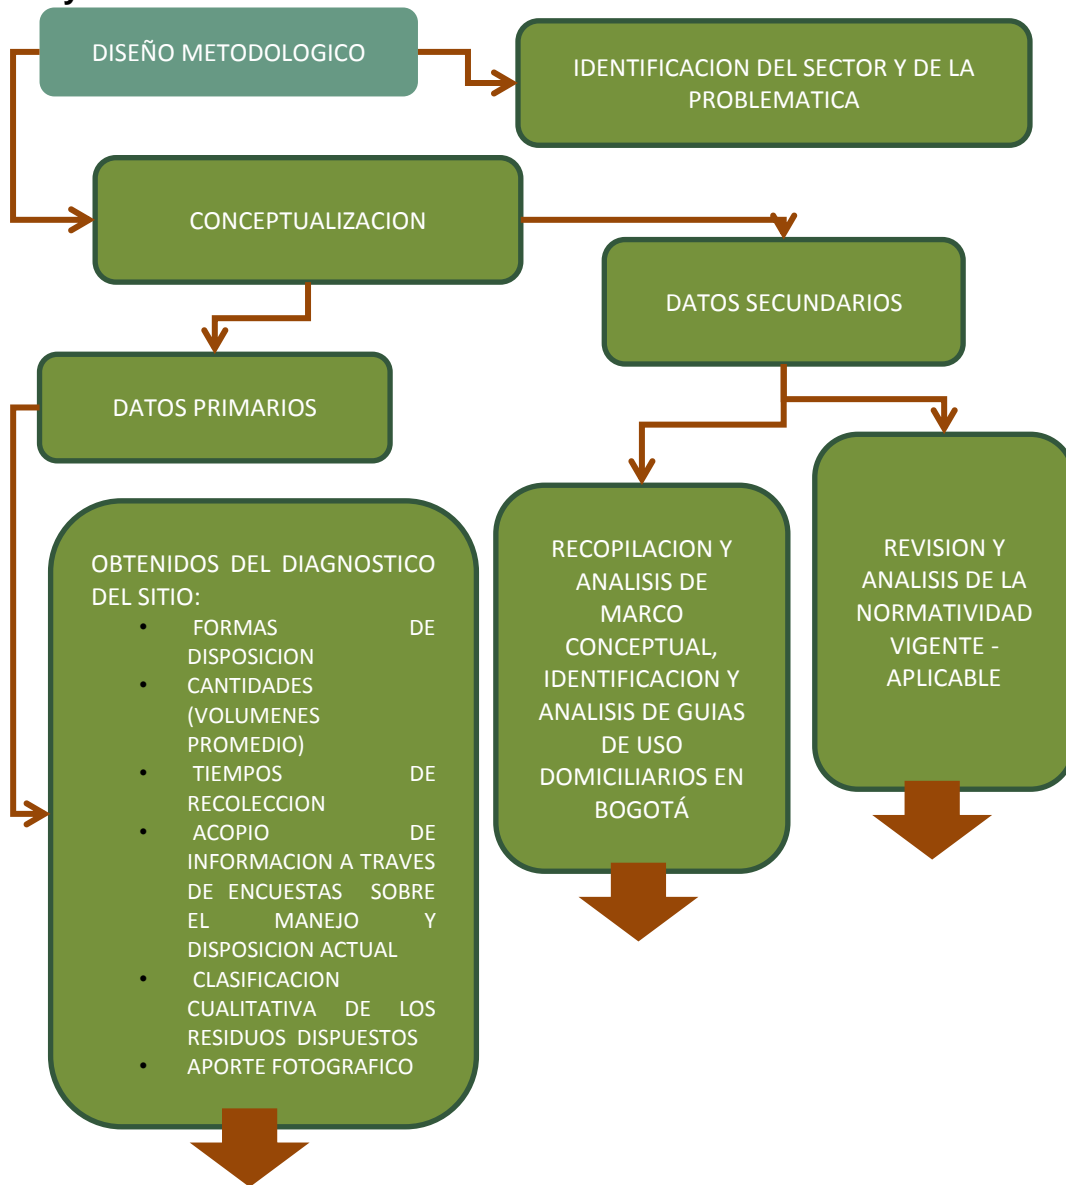 DISEÑO METODOLOGICO
IDENTIFICACION DEL SECTOR Y DE LA
PROBLEMATICA
CONCEPTUALIZACION
DATOS SECUNDARIOS
DATOS PRIMARIOS
OBTENIDOS DEL DIAGNOSTICO
DEL SITIO:
• FORMAS DE
DISPOSICION
• CANTIDADES
(VOLUMENES
PROMEDIO)
• TIEMPOS DE
RECOLECCION
• ACOPIO DE
INFORMACION A TRAVES
DE ENCUESTAS SOBRE
EL MANEJO Y
DISPOSICION ACTUAL
• CLASIFICACION
CUALITATIVA DE LOS
RESIDUOS DISPUESTOS
• APORTE FOTOGRAFICO
RECOPILACION Y
ANALISIS DE
MARCO
CONCEPTUAL,
IDENTIFICACION Y
ANALISIS DE GUIAS
DE USO
DOMICILIARIOS EN
BOGOTÁ
REVISION Y
ANALISIS DE LA
NORMATIVIDAD
VIGENTE -
APLICABLE